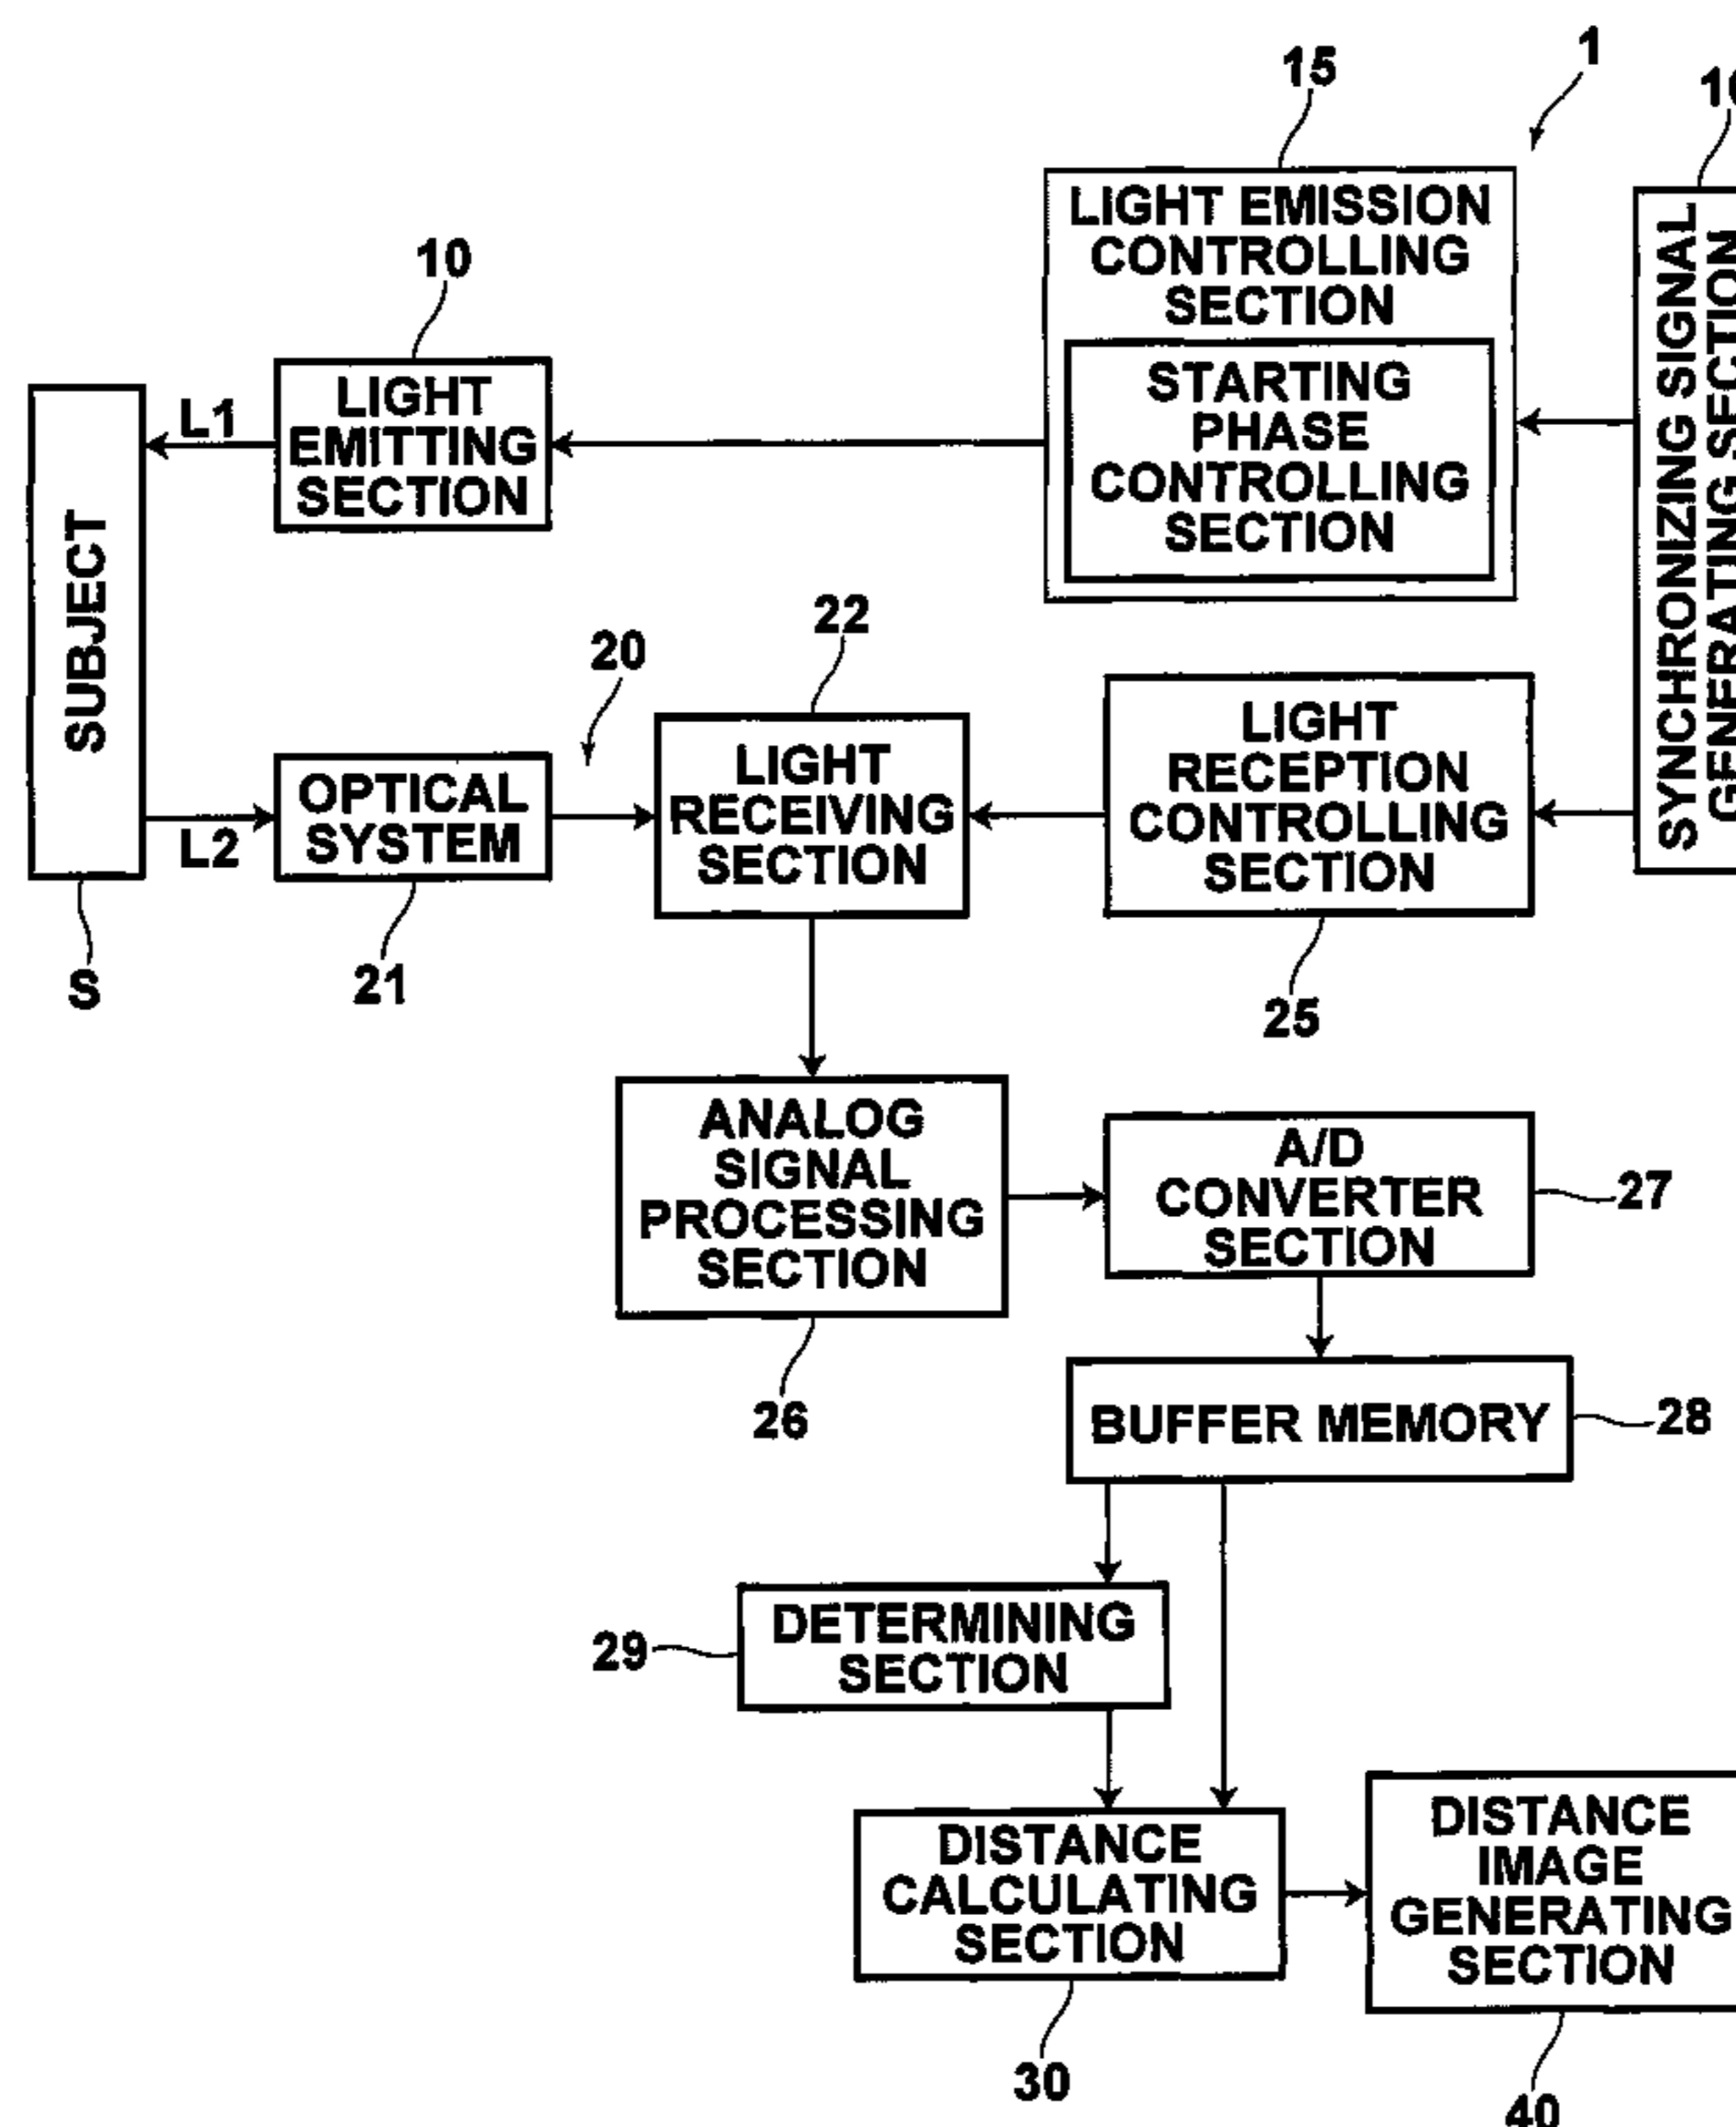 1
15
LIGHT EMISSION
CONTROLLING
SECTION
STARTING
PHASE
CONTROLLING
SECTION
SYNCHRONIZING SIGNAL
GENERATING SECTION
10
LIGHT
EMITTING
SECTION
L1
SUBJECT
S
L2
20
OPTICAL
SYSTEM
21
22
LIGHT
RECEIVING
SECTION
LIGHT
RECEPTION
CONTROLLING
SECTION
25
ANALOG
SIGNAL
PROCESSING
SECTION
26
A/D
CONVERTER
SECTION
27
BUFFER MEMORY
28
29
DETERMINING
SECTION
DISTANCE
CALCULATING
SECTION
30
DISTANCE
IMAGE
GENERATING
SECTION
40